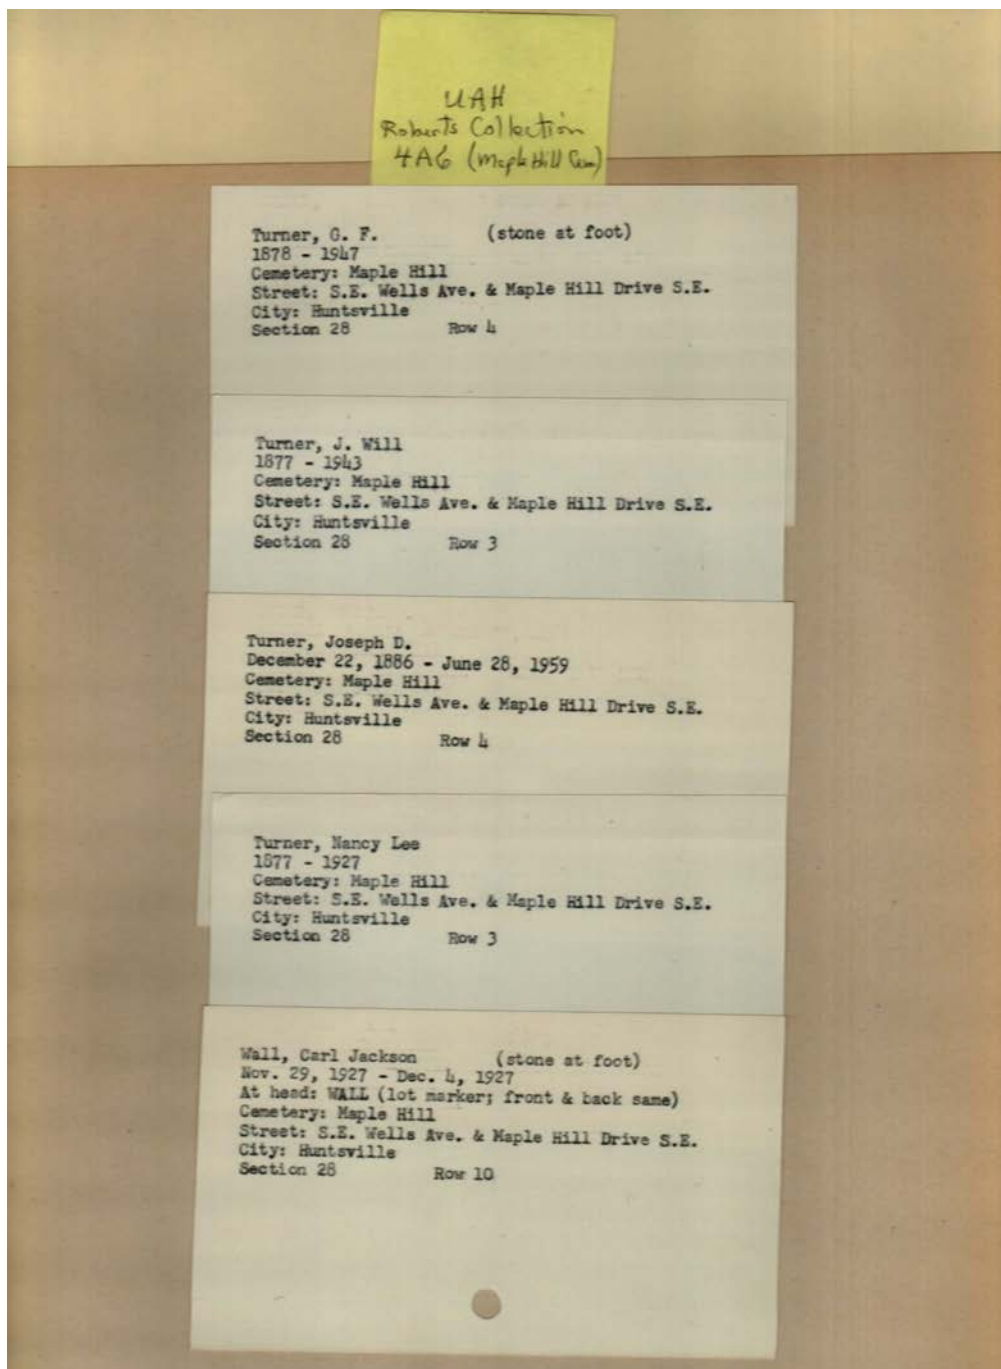 UAH
Roberts Collection
4A6 (Maple Hill Cem)
Turner, G. F. (stone at foot)
1878 - 1947
Cemetery: Maple Hill
Street: S.E. Wells Ave. & Maple Hill Drive S.E.
City: Huntsville
Section 28 Row 4
Turner, J. Will
1877 - 1943
Cemetery: Maple Hill
Street: S.E. Wells Ave. & Maple Hill Drive S.E.
City: Huntsville
Section 28 Row 3
Turner, Joseph D.
December 22, 1886 - June 28, 1959
Cemetery: Maple Hill
Street: S.E. Wells Ave. & Maple Hill Drive S.E.
City: Huntsville
Section 28 Row 4
Turner, Nancy Lee
1877 - 1927
Cemetery: Maple Hill
Street: S.E. Wells Ave. & Maple Hill Drive S.E.
City: Huntsville
Section 28 Row 3
Wall, Carl Jackson (stone at foot)
Nov. 29, 1927 - Dec. 4, 1927
At head: WALL (lot marker; front & back same)
Cemetery: Maple Hill
Street: S.E. Wells Ave. & Maple Hill Drive S.E.
City: Huntsville
Section 28 Row 10